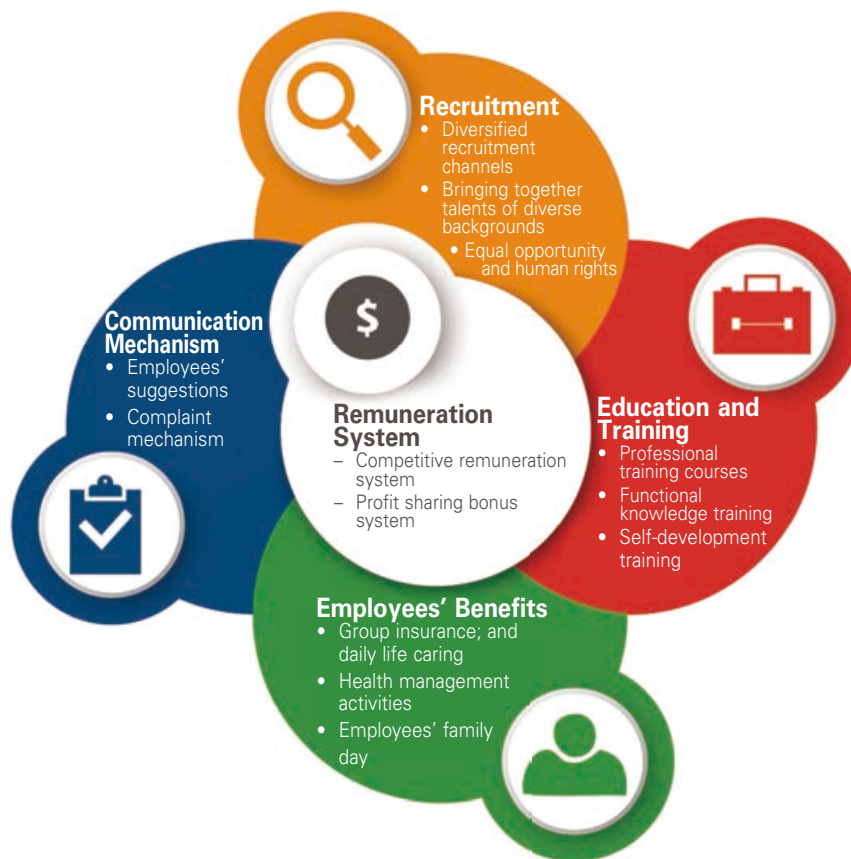 Recruitment
• Diversified
recruitment
channels
• Bringing together
talents of diverse
backgrounds
• Equal opportunity
and human rights
Communication
Mechanism
• Employees’
suggestions
• Complaint
mechanism
$
Remuneration
System
– Competitive remuneration
system
– Profit sharing bonus
system
Education and
Training
• Professional
training courses
• Functional
knowledge training
• Self-development
training
Employees’ Benefits
• Group insurance; and
daily life caring
• Health management
activities
• Employees’ family
day